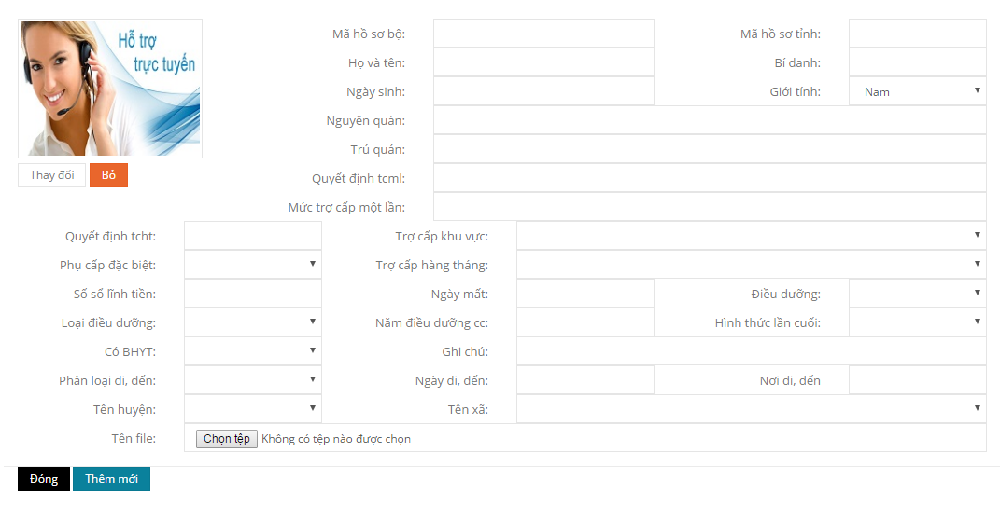 Hỗ trợ
trực tuyến
Thay đổi Bỏ
Mã hồ sơ bộ: Mã hồ sơ tỉnh:
Họ và tên: Bí danh:
Ngày sinh: Giới tính: Nam
Nguyên quán:
Trú quán:
Quyết định tcml:
Mức trợ cấp một lần:
Quyết định tcht: Trợ cấp khu vực:
Phụ cấp đặc biệt: Trợ cấp hàng tháng:
Số sổ lĩnh tiền: Ngày mất: Điều dưỡng:
Loại điều dưỡng: Năm điều dưỡng cc: Hình thức lần cuối:
Có BHYT: Ghi chú:
Phân loại đi, đến: Ngày đi, đến: Nơi đi, đến
Tên huyện: Tên xã:
Tên file: Chọn tệp Không có tệp nào được chọn
Đóng Thêm mới